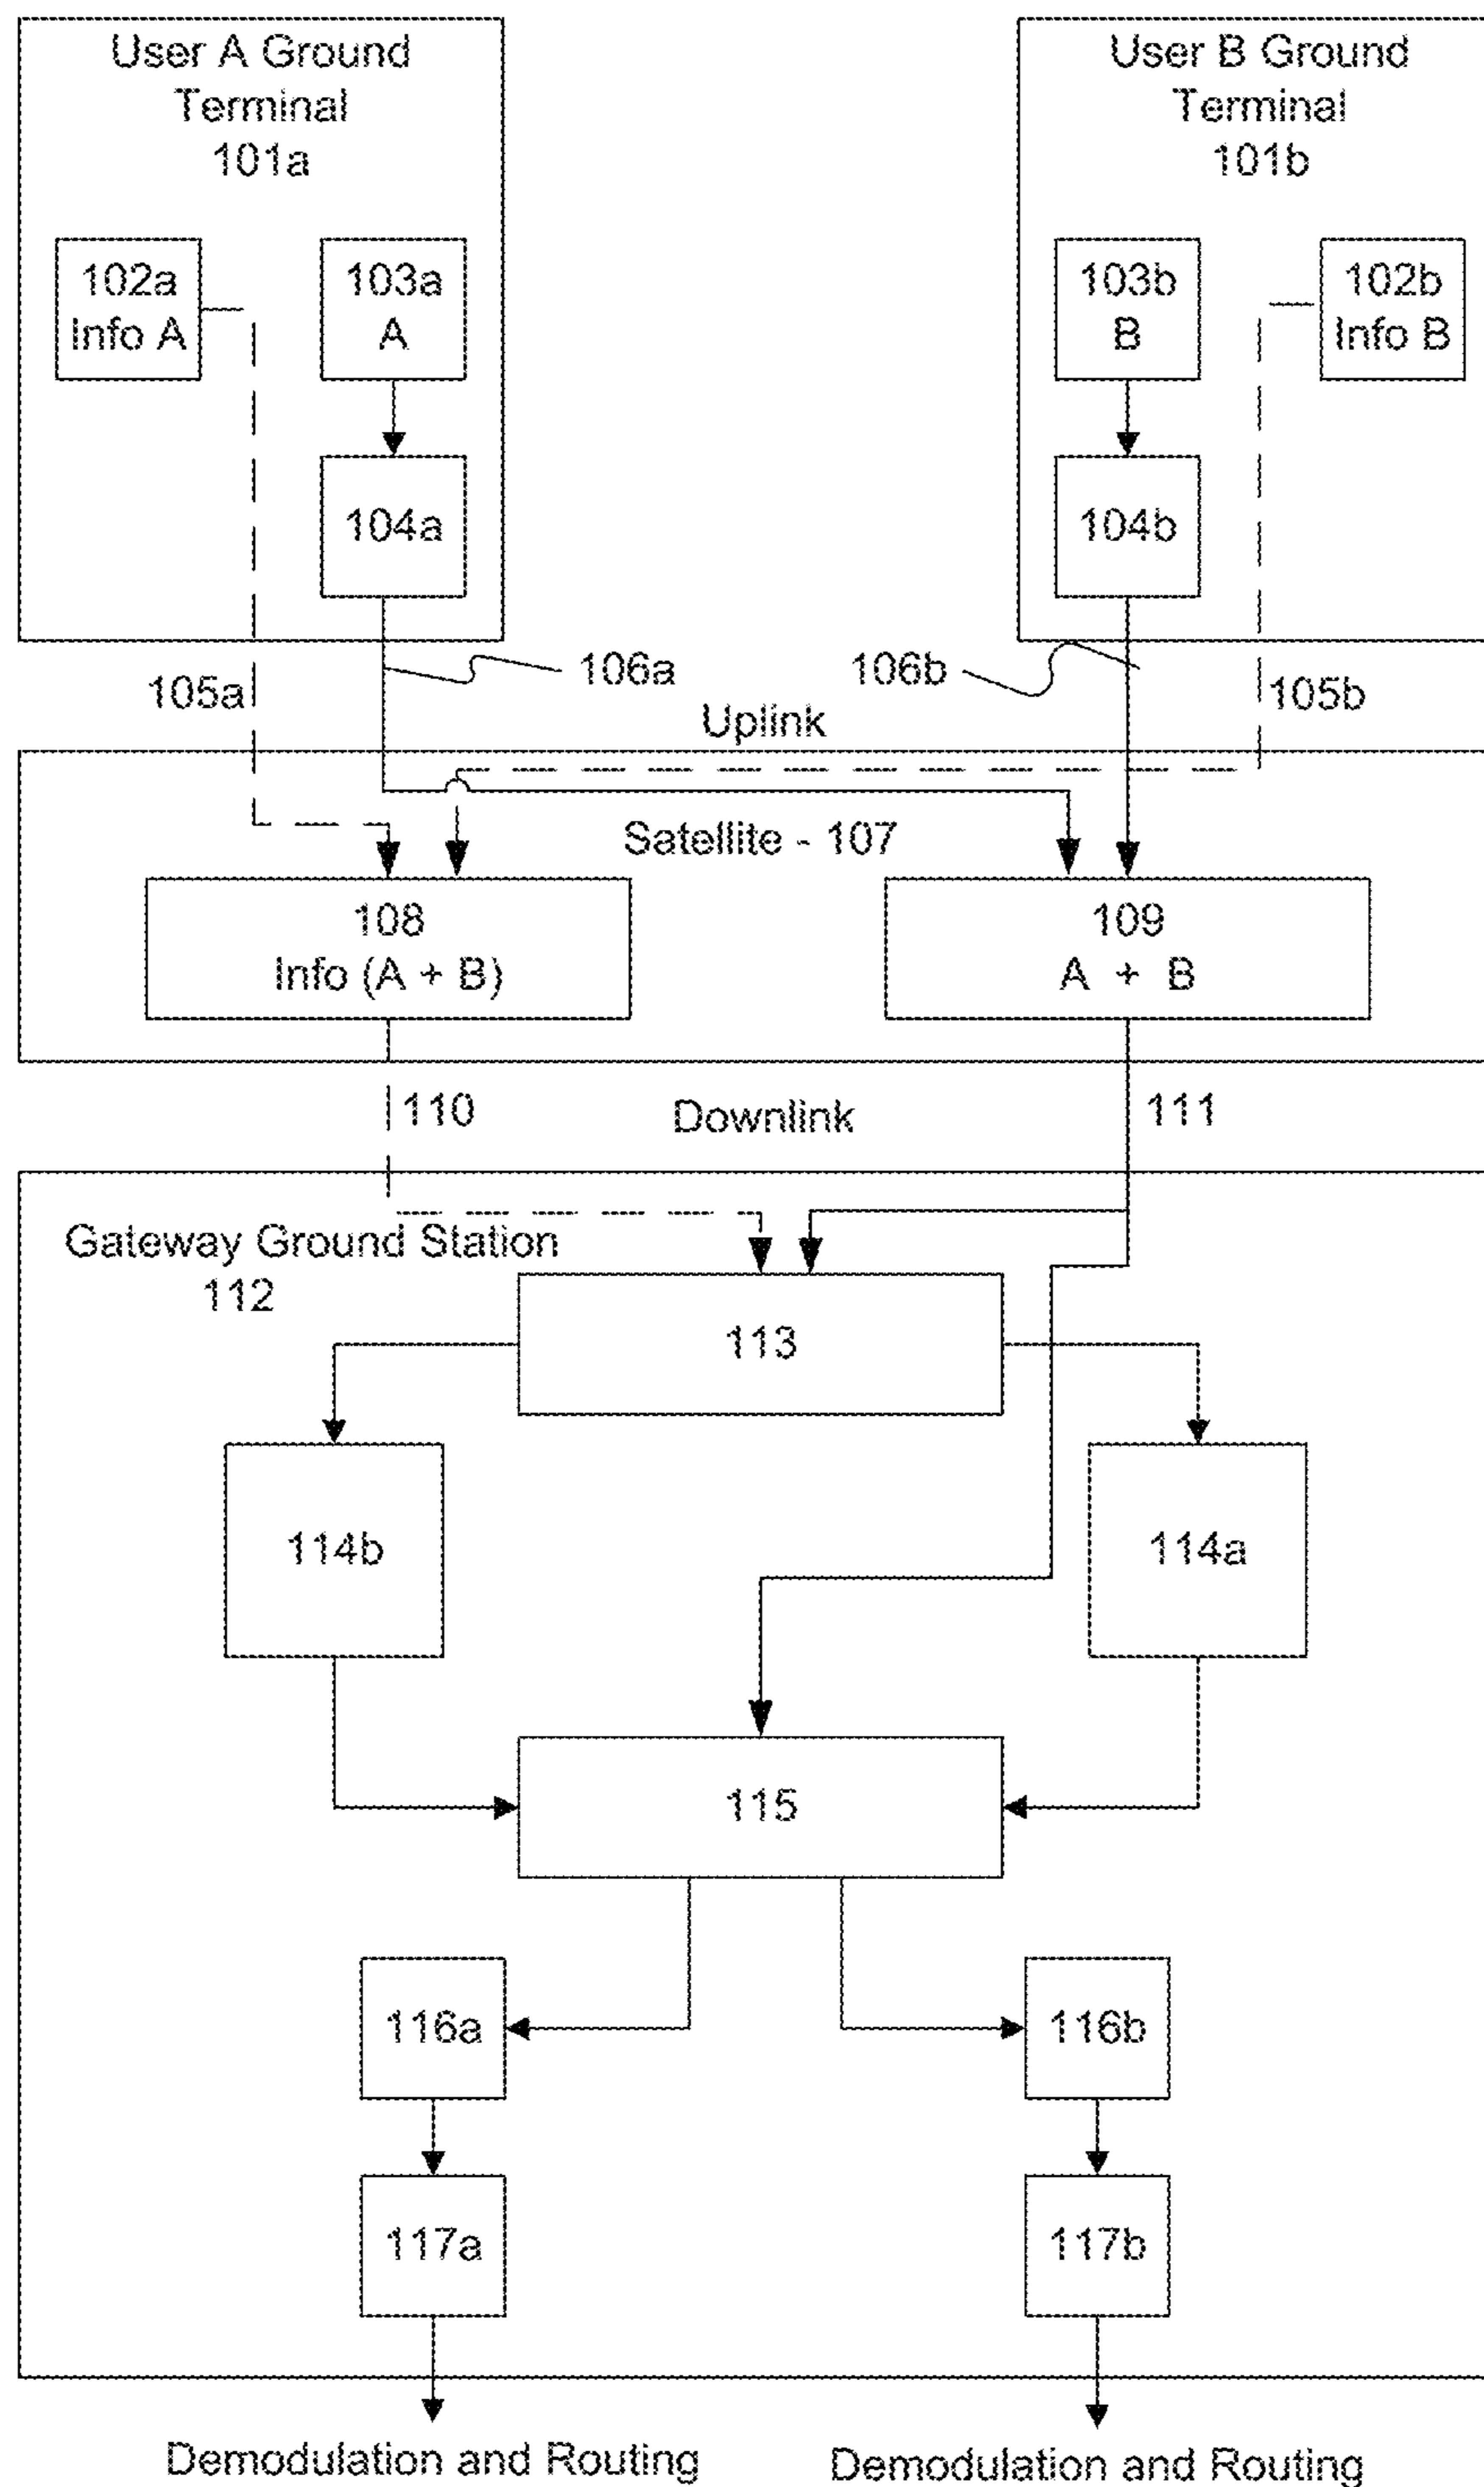 User A Ground
Terminal
101a
User B Ground
Terminal
101b
102a
Info A
103a
A
103b
B
102b
Info B
104a
104b
105a
106a
106b
105b
Uplink
Satellite - 107
108
Info (A + B)
109
A + B
110
Downlink
111
Gateway Ground Station
112
113
114b
114a
115
116a
116b
117a
117b
Demodulation and Routing
Demodulation and Routing